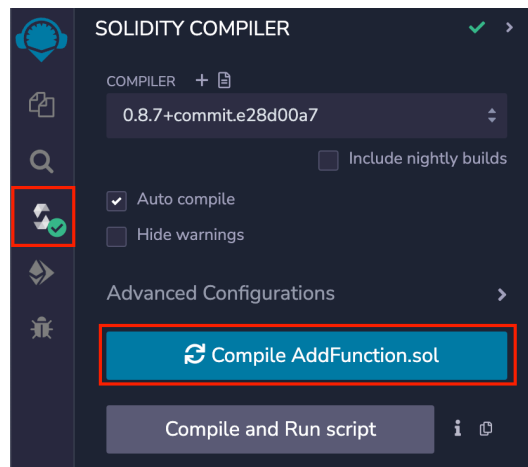 SOLIDITY COMPILER
COMPILER
0.8.7+commit.e28d00a7
Include nightly builds
Auto compile
Hide warnings
Advanced Configurations
Compile AddFunction.sol
Compile and Run script